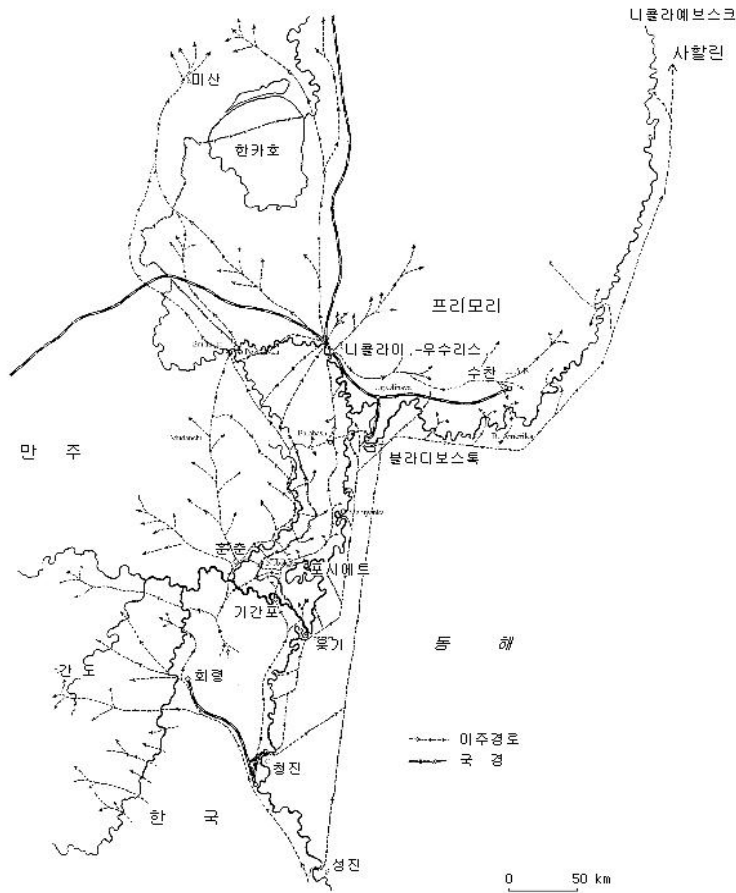 니콜라예보스크
사할린
미산
한카호
프리모리
니콜라이 .-우수리스
수찬
만 주
블라디보스톡
훈춘
포시에트
기간포
웆기
동 해
간 도
회령
이주경로
국 경
청진
한 국
성진
0 50 km